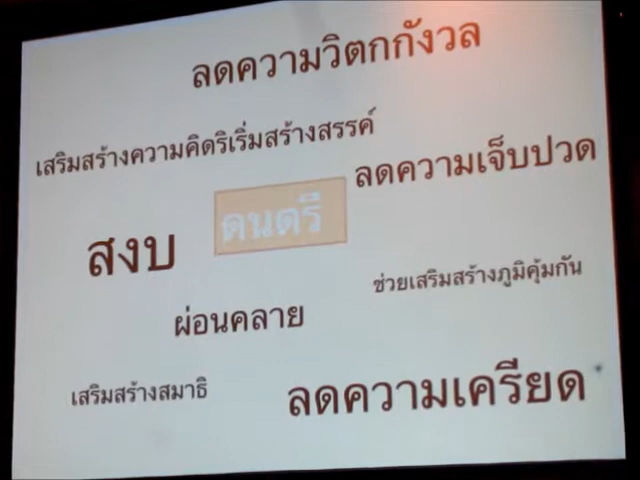 ลดความวิตกกังวล
เสริมสร้างความคิดริเริ่มสร้างสรรค์
ลดความเจ็บปวด
ดนตรี
สงบ
ช่วยเสริมสร้างภูมิคุ้มกัน
ผ่อนคลาย
เสริมสร้างสมาธิ
ลดความเครียด